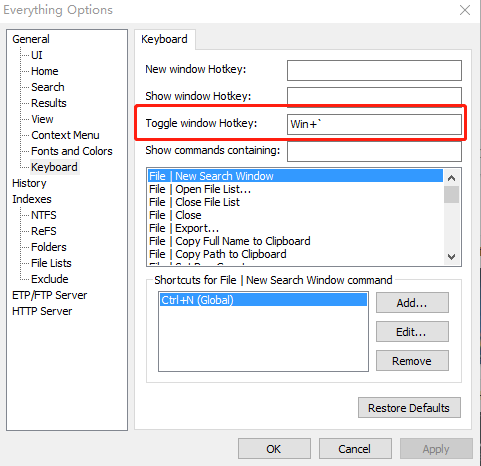 Everything Options
General
UI
Home
Search
Results
View
Context Menu
Fonts and Colors
Keyboard
History
Indexes
NTFS
ReFS
Folders
File Lists
Exclude
ETP/FTP Server
HTTP Server
Keyboard
New window Hotkey:
Show window Hotkey:
Toggle window Hotkey: Win+`
Show commands containing:
File | New Search Window
File | Open File List...
File | Close File List
File | Close
File | Export...
File | Copy Full Name to Clipboard
File | Copy Path to Clipboard
Shortcuts for File | New Search Window command
Ctrl+N (Global)
Add...
Edit...
Remove
Restore Defaults
OK
Cancel
Apply